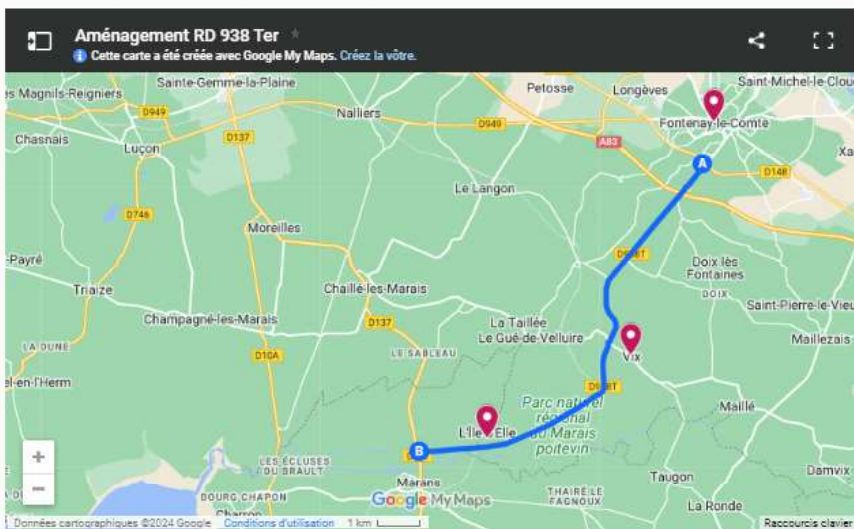 Aménagement RD 938 Ter
Cette carte a été créée avec Google My Maps. Créez la vôtre.
Sainte-Gemme-la-Plaine
Petosse
Longèves
Saint-Michel-le-Clou
es Magnils-Reigniers
D949
Nalliers
D949
Fontenay-le-Comte
Chasnais
D137
A83
Luçon
Xa
A
D148
Le Langon
D746
Moreilles
-Payré
Doix lès
Fontaines
DOIX
Triaize
Chaillé-les-Marais
Saint-Pierre-le-Vieu
Champagné-les-Marais
D137
La Taillée
LA DUNE
Le Gué-de-Velluire
Maillezais
D10A
LE SABLEAU
Vix
el-en-l'Herm
Parc naturel
régional
du Marais
poitevin
Maillé
L'Île d'Elle
B
LES ÉCLUSES
DU BRAULT
Marans
Taugon
Damvix
BOURG CHAPON
THAIRÉ LE
FAGNOUX
Charron
Google My Maps
La Ronde
+
−
Données cartographiques ©2024 Google
Conditions d'utilisation
1 km
Raccourcis clavier